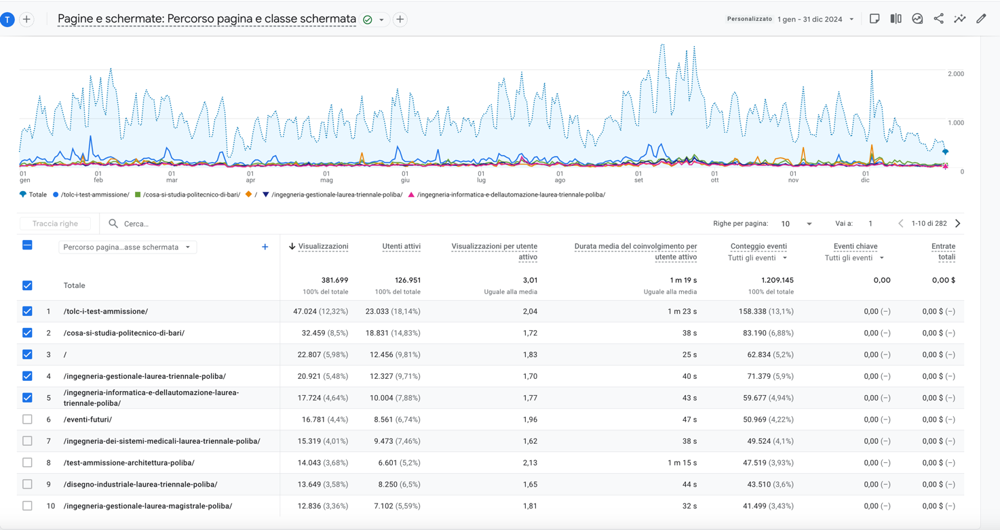 T
Pagine e schermate: Percorso pagina e classe schermata
Personalizzato 1 gen - 31 dic 2024
2.000
1.000
0
01 gen
01 feb
01 mar
01 apr
01 mag
01 giu
01 lug
01 ago
01 set
01 ott
01 nov
01 dic
Totale /tolc-i-test-ammissione/ /cosa-si-studia-politecnico-di-bari/ / /ingegneria-gestionale-laurea-triennale-poliba/ /ingegneria-informatica-e-dellautomazione-laurea-triennale-poliba/
Traccia righe Cerca... Righe per pagina: 10 Vai a: 1 1-10 di 282
Percorso pagina...asse schermata
Visualizzazioni
Utenti attivi
Visualizzazioni per utente
attivo
Durata media del coinvolgimento per
utente attivo
Conteggio eventi
Tutti gli eventi
Eventi chiave
Tutti gli eventi
Entrate
totali
Totale
381.699 126.951 3,01 1 m 19 s 1.209.145 0,00 0,00 $
100% del totale 100% del totale Uguale alla media Uguale alla media 100% del totale
1 /tolc-i-test-ammissione/ 47.024 (12,32%) 23.033 (18,14%) 2,04 1 m 23 s 158.338 (13,1%) 0,00 (–) 0,00 $ (–)
2 /cosa-si-studia-politecnico-di-bari/ 32.459 (8,5%) 18.831 (14,83%) 1,72 38 s 83.190 (6,88%) 0,00 (–) 0,00 $ (–)
3 / 22.807 (5,98%) 12.456 (9,81%) 1,83 25 s 62.834 (5,2%) 0,00 (–) 0,00 $ (–)
4 /ingegneria-gestionale-laurea-triennale-poliba/ 20.921 (5,48%) 12.327 (9,71%) 1,70 40 s 71.379 (5,9%) 0,00 (–) 0,00 $ (–)
5 /ingegneria-informatica-e-dellautomazione-laurea-
triennale-poliba/ 17.724 (4,64%) 10.004 (7,88%) 1,77 43 s 59.677 (4,94%) 0,00 (–) 0,00 $ (–)
6 /eventi-futuri/ 16.781 (4,4%) 8.561 (6,74%) 1,96 47 s 50.969 (4,22%) 0,00 (–) 0,00 $ (–)
7 /ingegneria-dei-sistemi-medicali-laurea-triennale-poliba/ 15.319 (4,01%) 9.473 (7,46%) 1,62 38 s 49.524 (4,1%) 0,00 (–) 0,00 $ (–)
8 /test-ammissione-architettura-poliba/ 14.043 (3,68%) 6.601 (5,2%) 2,13 1 m 15 s 47.519 (3,93%) 0,00 (–) 0,00 $ (–)
9 /disegno-industriale-laurea-triennale-poliba/ 13.649 (3,58%) 8.250 (6,5%) 1,65 44 s 43.510 (3,6%) 0,00 (–) 0,00 $ (–)
10 /ingegneria-gestionale-laurea-magistrale-poliba/ 12.836 (3,36%) 7.102 (5,59%) 1,81 32 s 41.499 (3,43%) 0,00 (–) 0,00 $ (–)